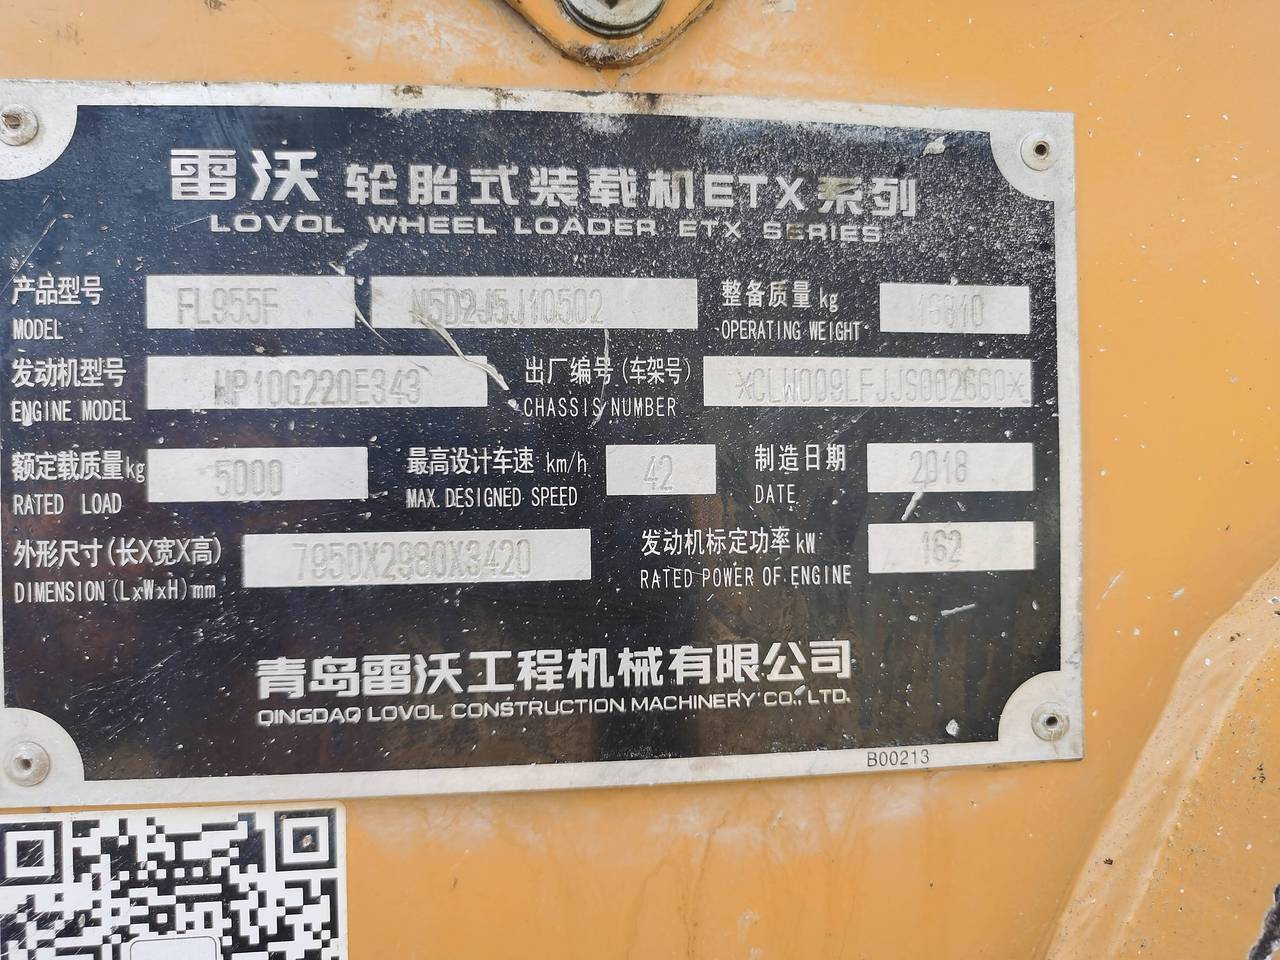 雷沃 轮胎式装载机ETX系列
LOVOL WHEEL LOADER ETX SERIES
产品型号 FL955F N5D2J5J10502 整备质量 kg 16810
MODEL OPERATING WEIGHT
发动机型号 WP10G220E343 出厂编号(车架号) *CLW009LFJJS002660*
ENGINE MODEL CHASSIS NUMBER
额定载质量kg 5000 最高设计车速 km/h 42 制造日期 2018
RATED LOAD MAX. DESIGNED SPEED DATE
外形尺寸(长X宽X高) 7950X2980X3420 发动机标定功率 kW 162
DIMENSION (LxWxH) mm RATED POWER OF ENGINE
青岛雷沃工程机械有限公司
QINGDAO LOVOL CONSTRUCTION MACHINERY CO., LTD.
B00213